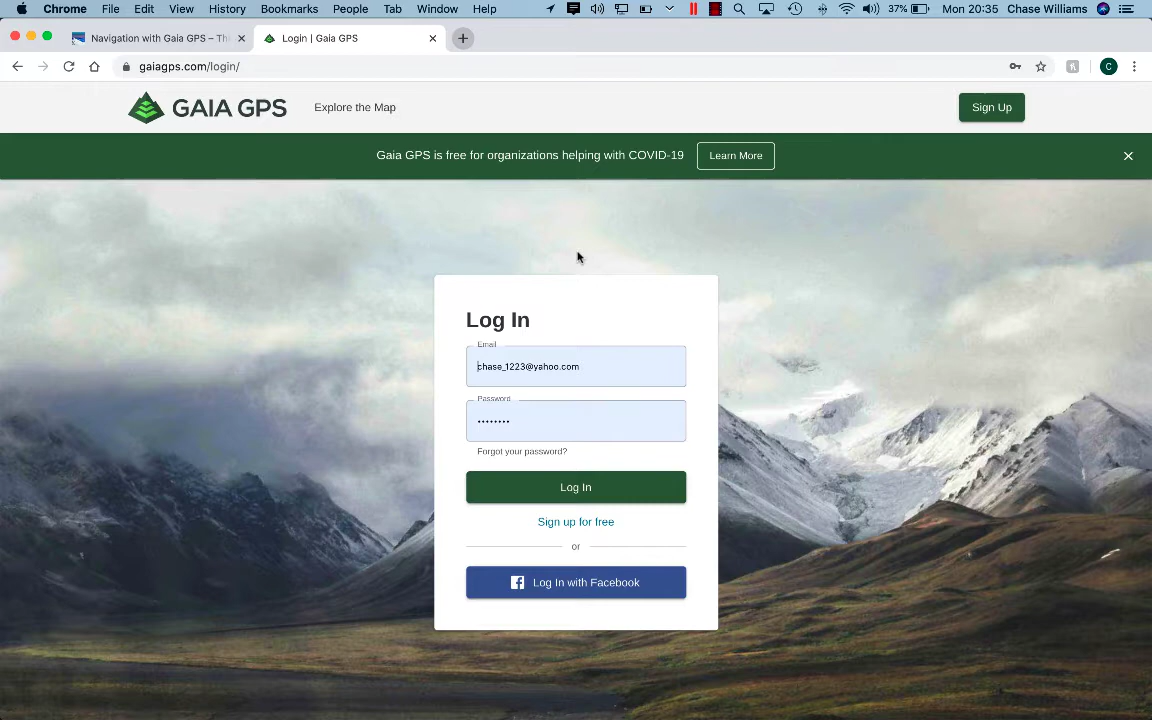 Chrome File Edit View History Bookmarks People Tab Window Help 37% Mon 20:35 Chase Williams
Navigation with Gaia GPS – Th
Login | Gaia GPS
gaiagps.com/login/
C
GAIA GPS
Explore the Map
Sign Up
Gaia GPS is free for organizations helping with COVID-19
Learn More
Log In
Email
chase_1223@yahoo.com
Password
••••••••
Forgot your password?
Log In
Sign up for free
or
Log In with Facebook